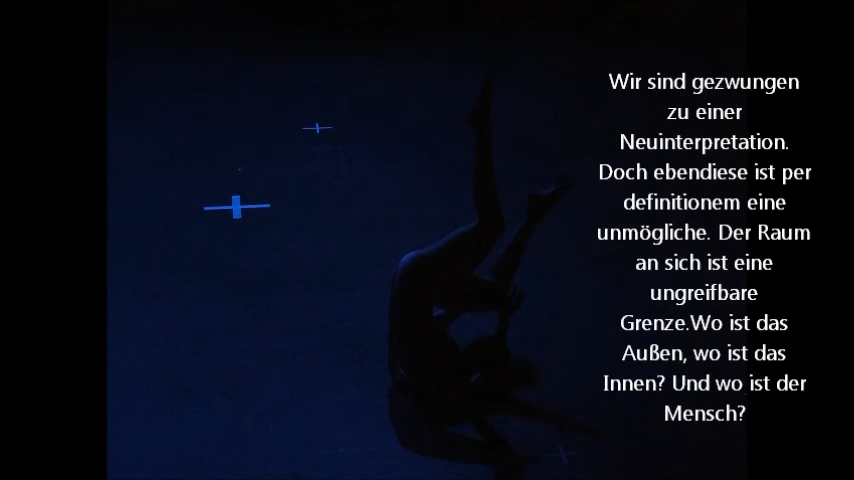 Wir sind gezwungen
zu einer
Neuinterpretation.
Doch ebendiese ist per
definitionem eine
unmögliche. Der Raum
an sich ist eine
ungreifbare
Grenze.Wo ist das
Außen, wo ist das
Innen? Und wo ist der
Mensch?